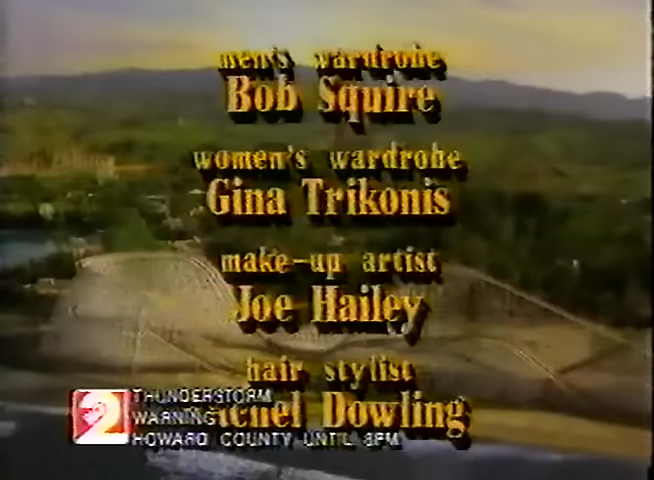 men's wardrobe
Bob Squire
women's wardrobe
Gina Trikonis
make-up artist
Joe Hailey
hair stylist
Dowling
2
THUNDERSTORM
WARNING
HOWARD COUNTY UNTIL 8PM